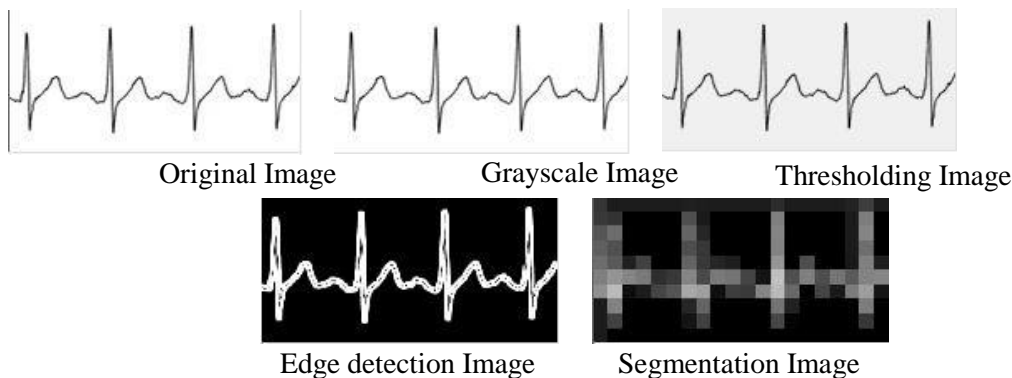 Original Image
Grayscale Image
Thresholding Image
Edge detection Image
Segmentation Image